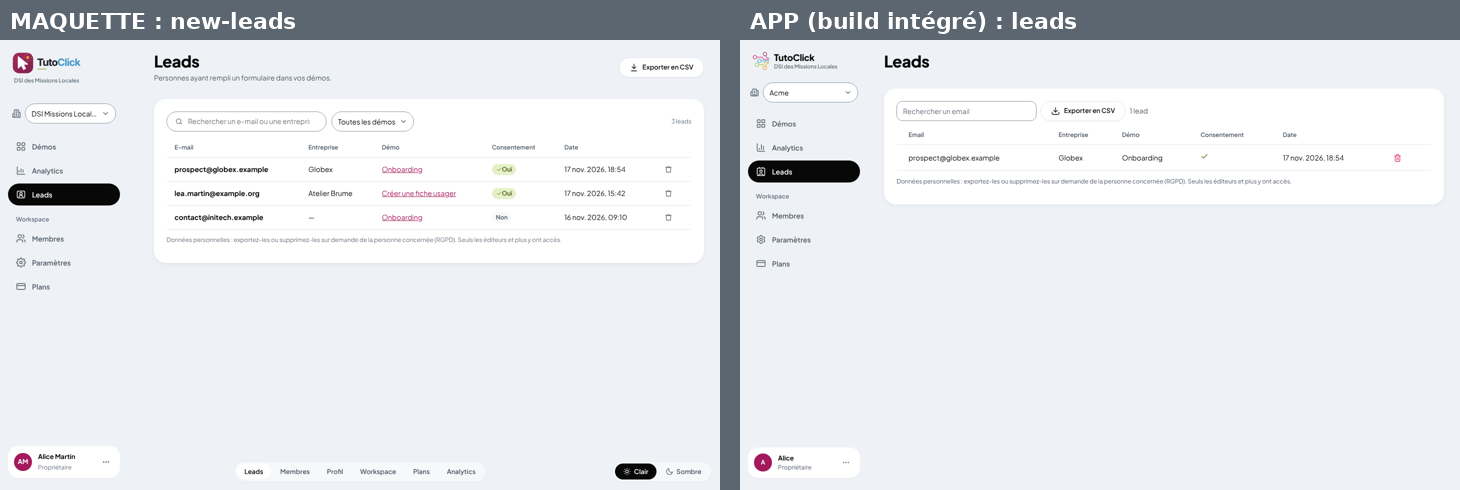 MAQUETTE : new-leads
TutoClick
DSI des Missions Locales
DSI Missions Local...
Démos
Analytics
Leads
Workspace
Membres
Paramètres
Plans
AM
Alice Martin
Propriétaire
Leads
Personnes ayant rempli un formulaire dans vos démos.
Exporter en CSV
Rechercher un e-mail ou une entrepri
Toutes les démos
3 leads
E-mail Entreprise Démo Consentement Date
prospect@globex.example Globex Onboarding Oui 17 nov. 2026, 18:54
lea.martin@example.org Atelier Brume Créer une fiche usager Oui 17 nov. 2026, 15:42
contact@initech.example — Onboarding Non 16 nov. 2026, 09:10
Données personnelles : exportez-les ou supprimez-les sur demande de la personne concernée (RGPD). Seuls les éditeurs et plus y ont accès.
Leads Membres Profil Workspace Plans Analytics
Clair Sombre
APP (build intégré) : leads
TutoClick
DSI des Missions Locales
Acme
Démos
Analytics
Leads
Workspace
Membres
Paramètres
Plans
A
Alice
Propriétaire
Leads
Rechercher un email
Exporter en CSV
1 lead
Email Entreprise Démo Consentement Date
prospect@globex.example Globex Onboarding 17 nov. 2026, 18:54
Données personnelles : exportez-les ou supprimez-les sur demande de la personne concernée (RGPD). Seuls les éditeurs et plus y ont accès.